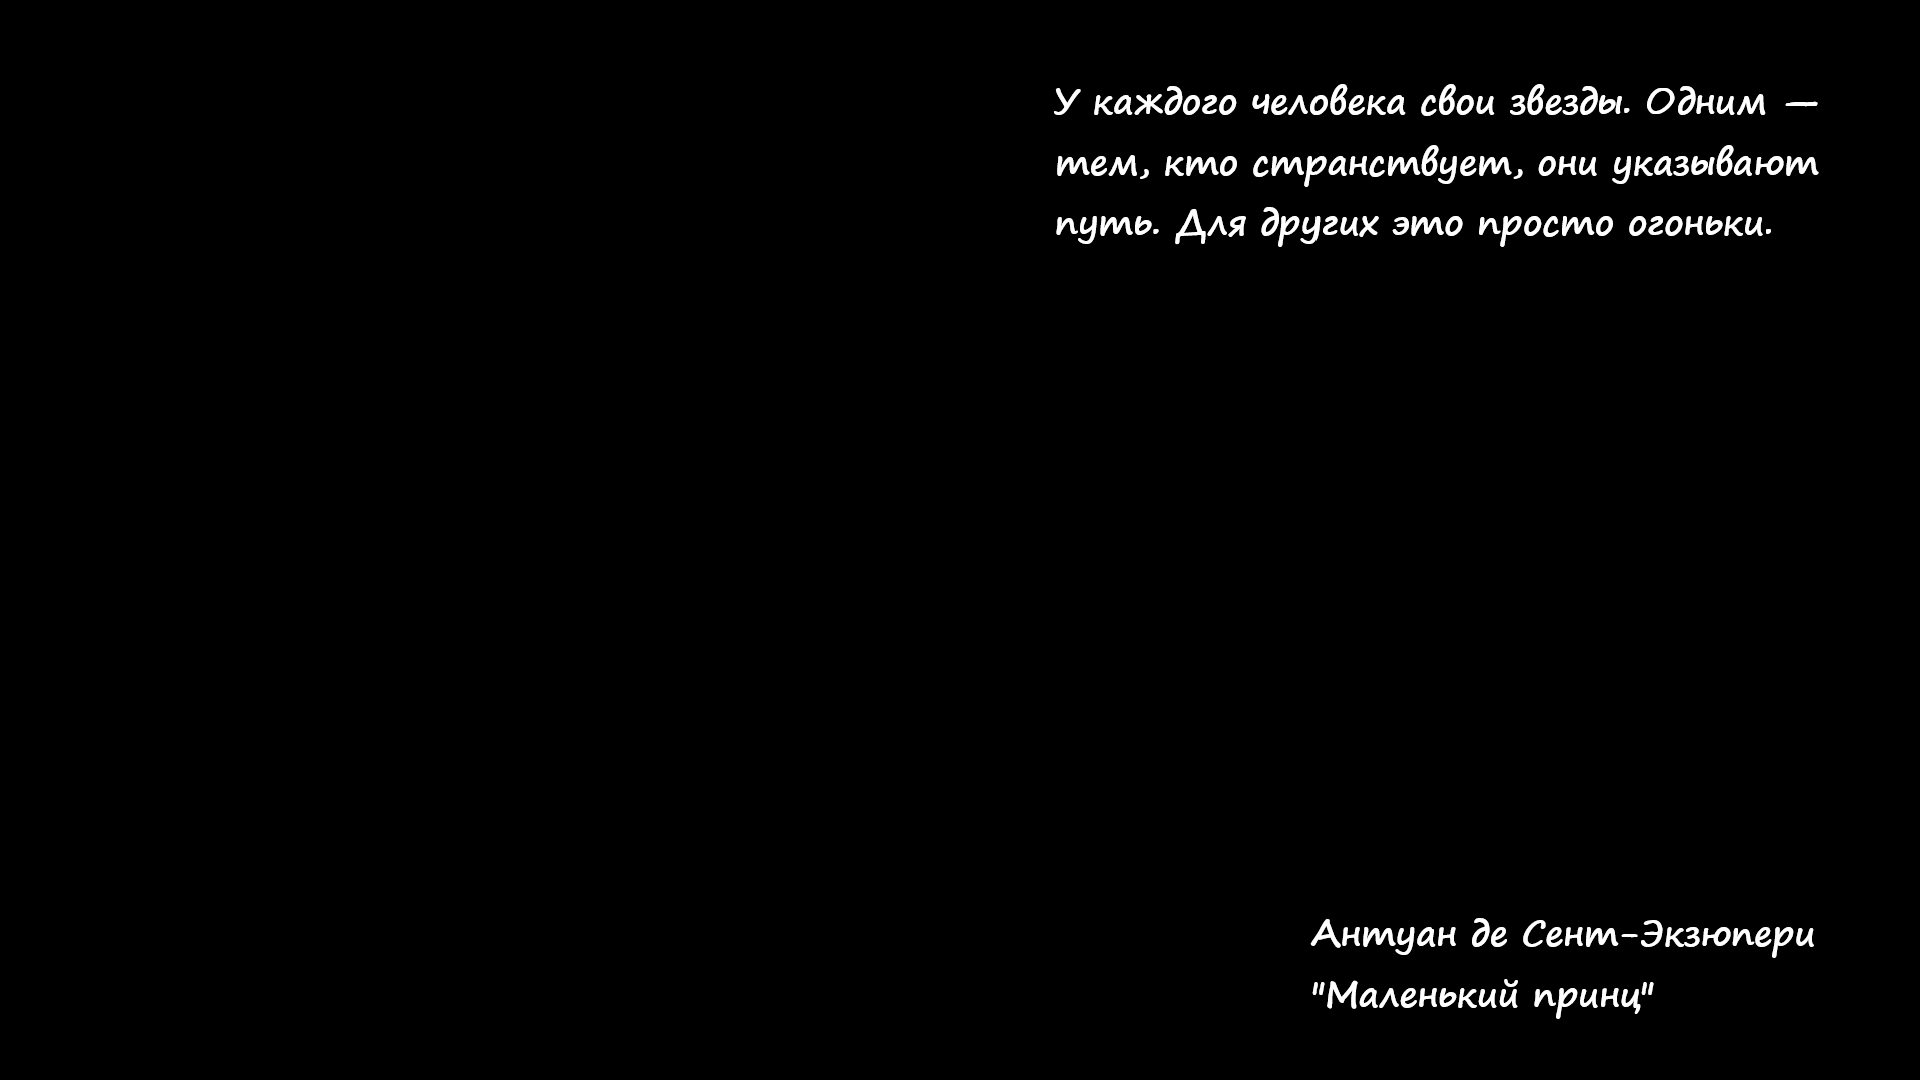 У каждого человека свои звезды. Одним —
тем, кто странствует, они указывают
путь. Для других это просто огоньки.
Антуан де Сент-Экзюпери
"Маленький принц"